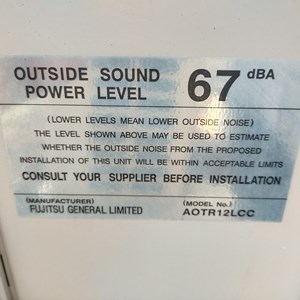 OUTSIDE SOUND
POWER LEVEL
67 dBA
(LOWER LEVELS MEAN LOWER OUTSIDE NOISE)
THE LEVEL SHOWN ABOVE MAY BE USED TO ESTIMATE
WHETHER THE OUTSIDE NOISE FROM THE PROPOSED
INSTALLATION OF THIS UNIT WILL BE WITHIN ACCEPTABLE LIMITS
CONSULT YOUR SUPPLIER BEFORE INSTALLATION
(MANUFACTURER)
FUJITSU GENERAL LIMITED
(MODEL No.)
AOTR12LCC